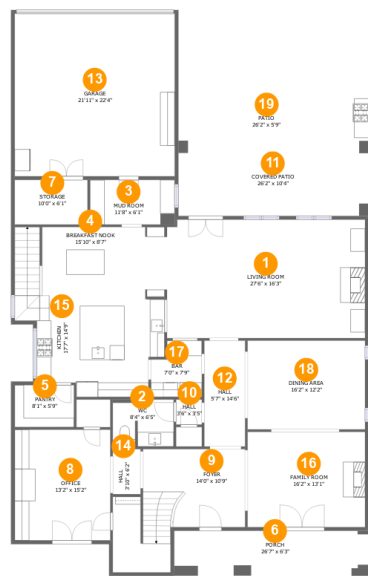 13
GARAGE
21'11" x 22'4"
19
PATIO
26'2" x 5'9"
11
COVERED PATIO
26'2" x 10'4"
7
STORAGE
10'0" x 6'1"
3
MUD ROOM
11'8" x 6'1"
4
BREAKFAST NOOK
15'10" x 8'7"
1
LIVING ROOM
27'6" x 16'3"
15
KITCHEN
17'7" x 14'9"
17
BAR
7'0" x 7'9"
12
HALL
5'7" x 14'6"
18
DINING AREA
16'2" x 12'2"
5
PANTRY
8'1" x 5'9"
2
WC
8'4" x 6'5"
10
HALL
3'6" x 3'5"
14
HALL
3'10" x 6'2"
8
OFFICE
13'2" x 15'2"
9
FOYER
14'0" x 10'9"
16
FAMILY ROOM
16'2" x 13'1"
6
PORCH
26'7" x 6'3"